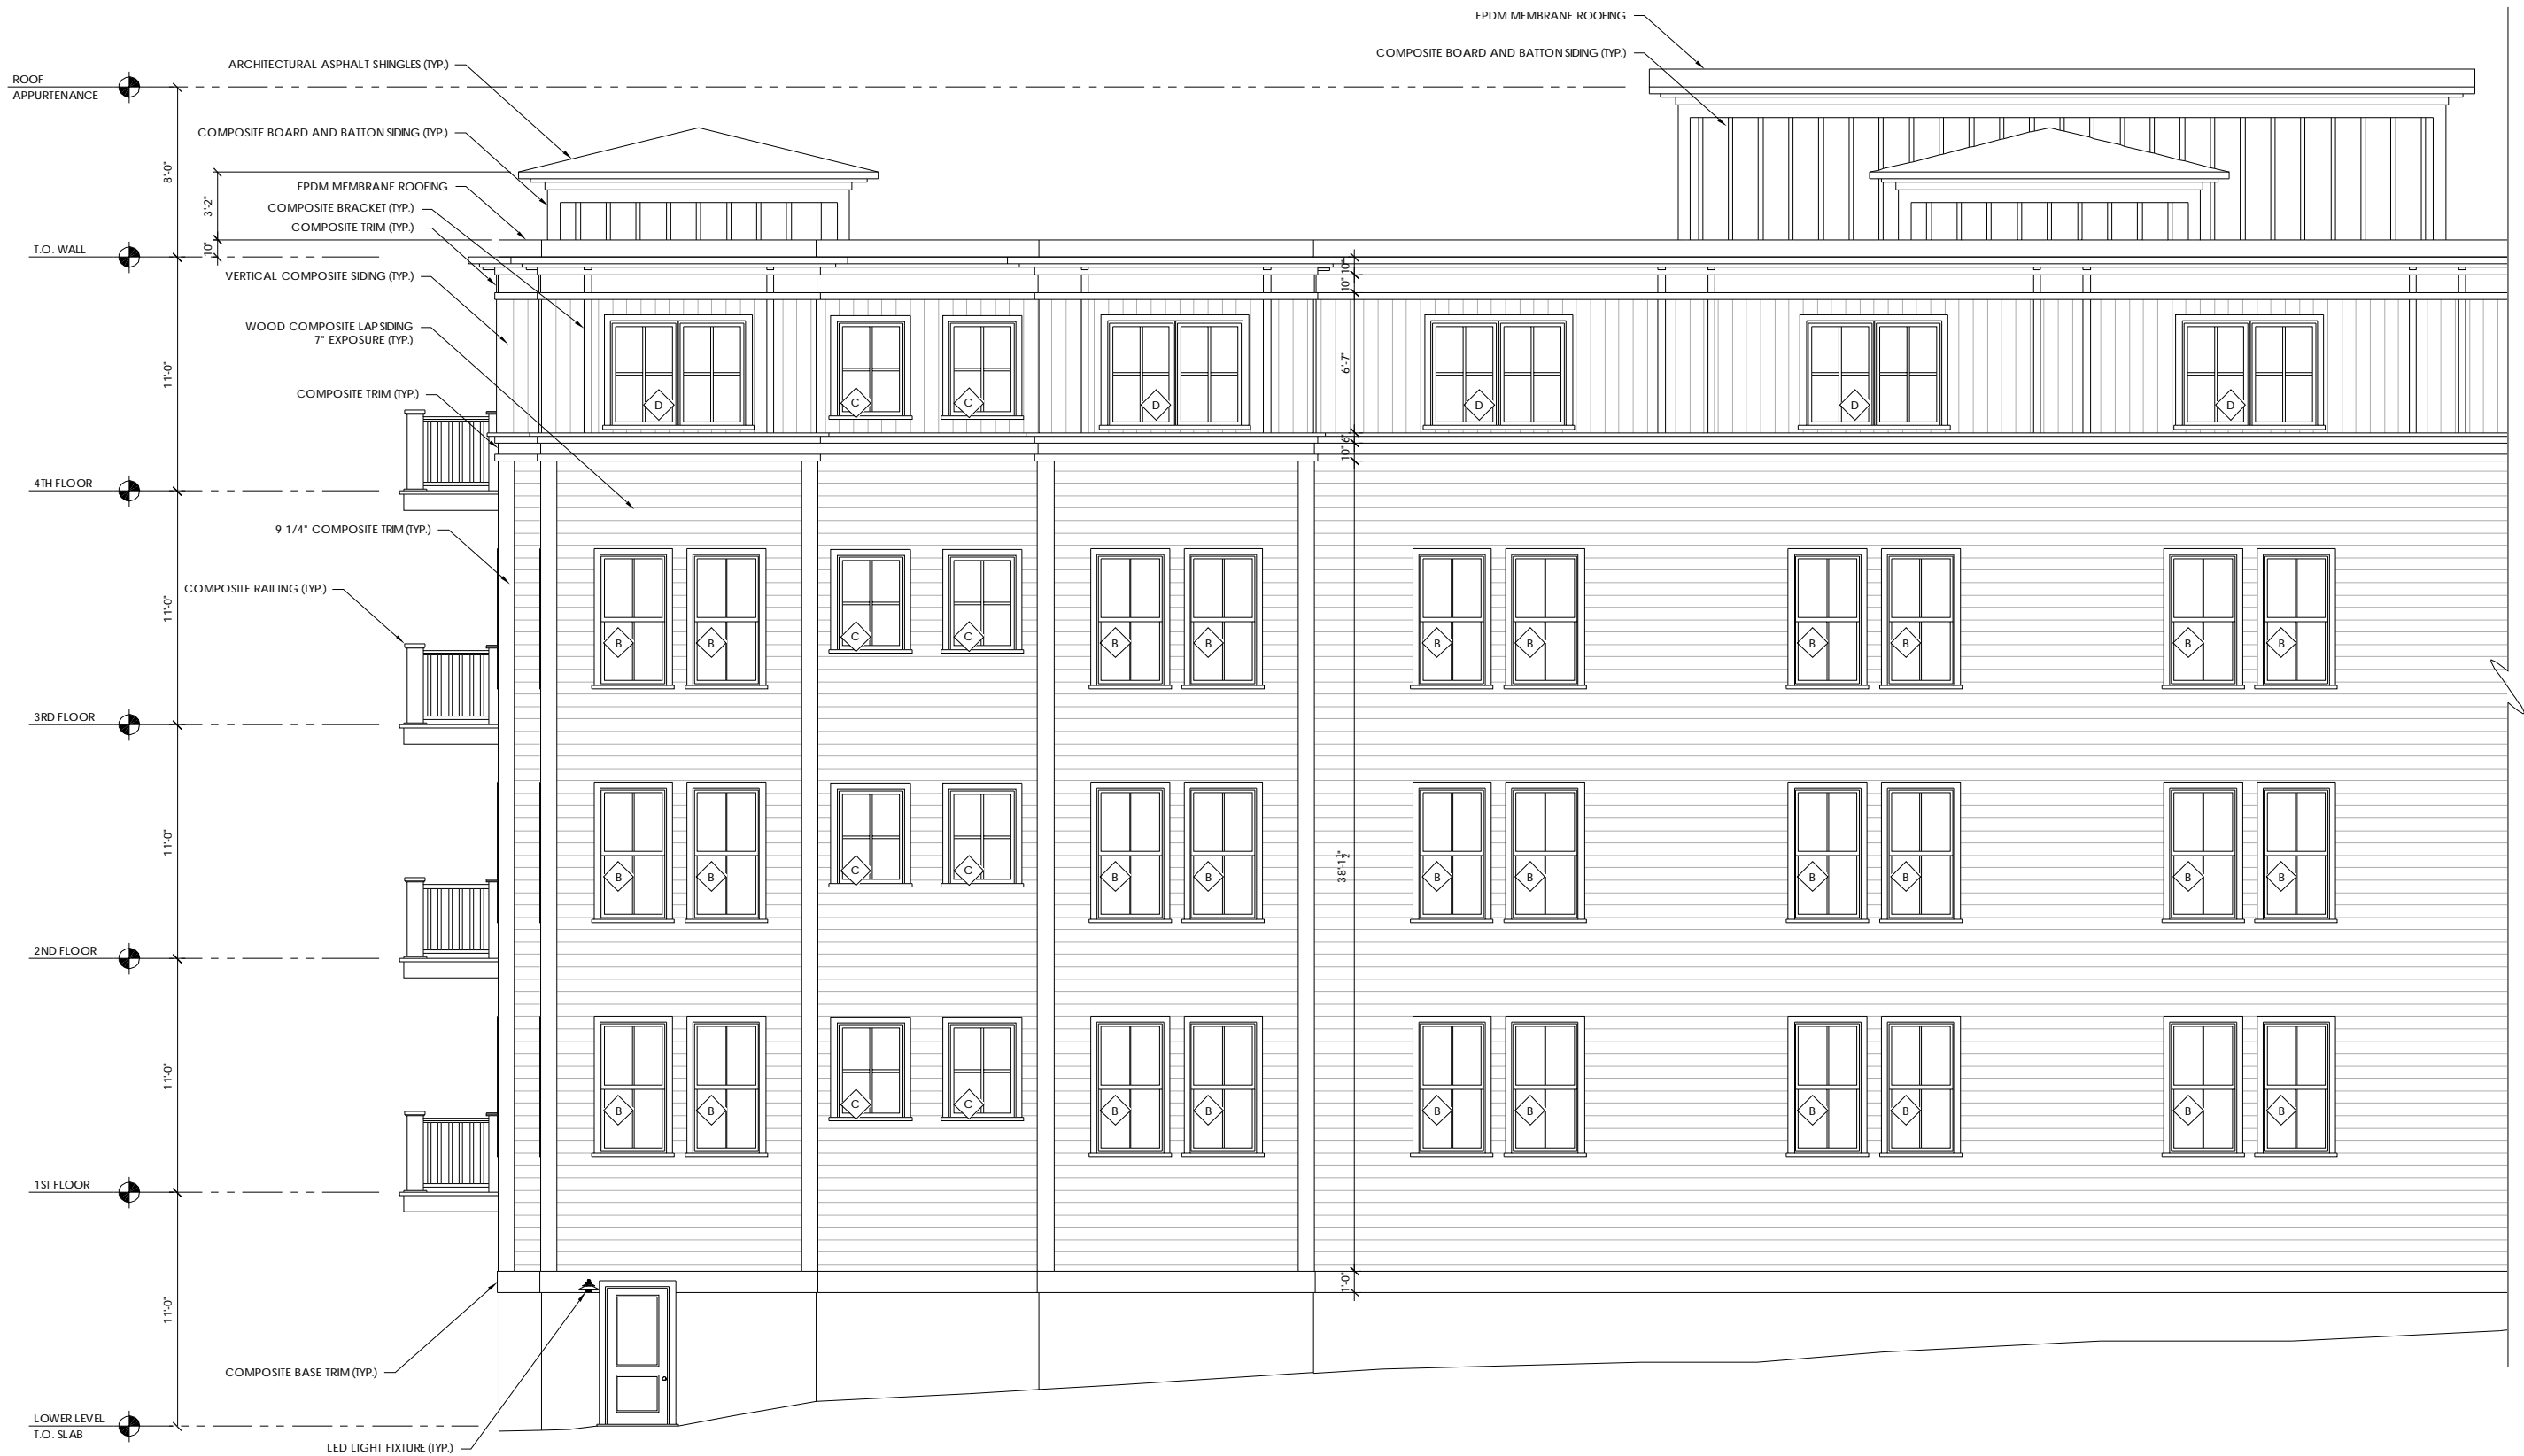 EPDM MEMBRANE ROOFING
COMPOSITE BOARD AND BATTON SIDING (TYP.)
ARCHITECTURAL ASPHALT SHINGLES (TYP.)
ROOF
APPURTENANCE
COMPOSITE BOARD AND BATTON SIDING (TYP.)
8'-0"
3'-2"
EPDM MEMBRANE ROOFING
COMPOSITE BRACKET (TYP.)
COMPOSITE TRIM (TYP.)
T.O. WALL
10"
10"
10"
VERTICAL COMPOSITE SIDING (TYP.)
WOOD COMPOSITE LAP SIDING
7" EXPOSURE (TYP.)
11'-0"
6'-7"
COMPOSITE TRIM (TYP.)
D C C D D D D
6"
10"
4TH FLOOR
9 1/4" COMPOSITE TRIM (TYP.)
COMPOSITE RAILING (TYP.)
11'-0"
B B C C B B B B B B B B
3RD FLOOR
11'-0"
38'-1 1/2"
B B C C B B B B B B B B
2ND FLOOR
11'-0"
B B C C B B B B B B B B
1ST FLOOR
11'-0"
1'-0"
COMPOSITE BASE TRIM (TYP.)
LOWER LEVEL
T.O. SLAB
LED LIGHT FIXTURE (TYP.)